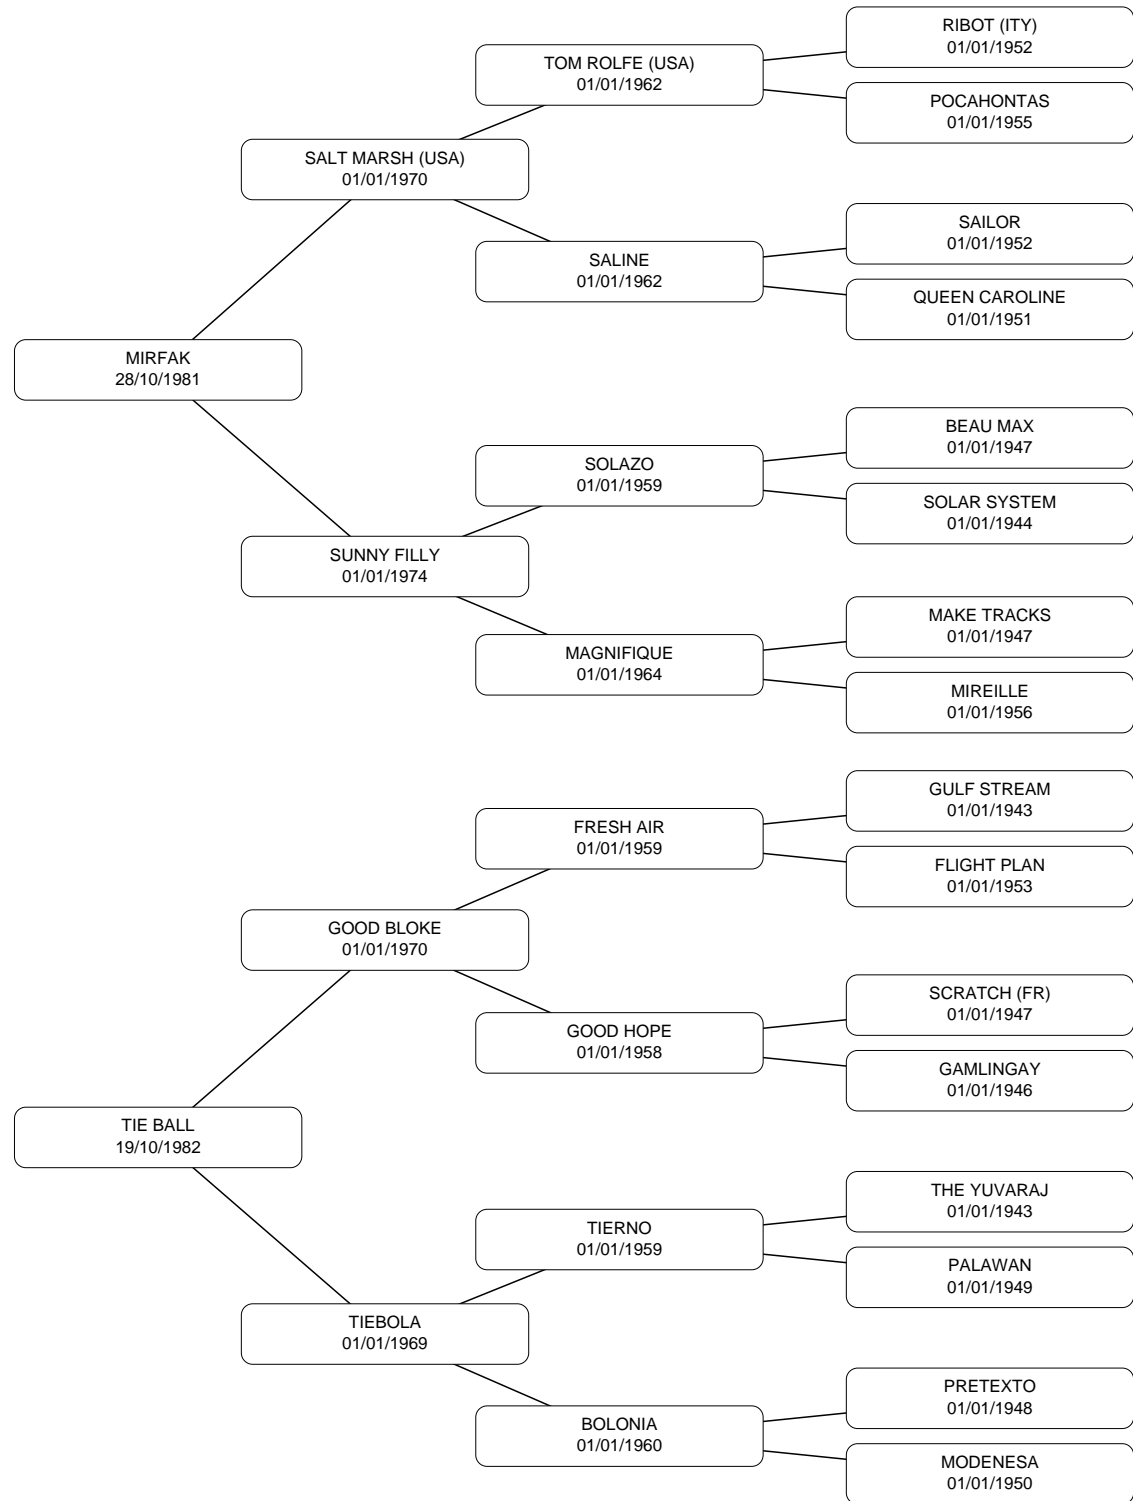 RIBOT (ITY)
01/01/1952
TOM ROLFE (USA)
01/01/1962
POCAHONTAS
01/01/1955
SALT MARSH (USA)
01/01/1970
SAILOR
01/01/1952
SALINE
01/01/1962
QUEEN CAROLINE
01/01/1951
MIRFAK
28/10/1981
BEAU MAX
01/01/1947
SOLAZO
01/01/1959
SOLAR SYSTEM
01/01/1944
SUNNY FILLY
01/01/1974
MAKE TRACKS
01/01/1947
MAGNIFIQUE
01/01/1964
MIREILLE
01/01/1956
GULF STREAM
01/01/1943
FRESH AIR
01/01/1959
FLIGHT PLAN
01/01/1953
GOOD BLOKE
01/01/1970
SCRATCH (FR)
01/01/1947
GOOD HOPE
01/01/1958
GAMLINGAY
01/01/1946
TIE BALL
19/10/1982
THE YUVARAJ
01/01/1943
TIERNO
01/01/1959
PALAWAN
01/01/1949
TIEBOLA
01/01/1969
PRETEXTO
01/01/1948
BOLONIA
01/01/1960
MODENESA
01/01/1950